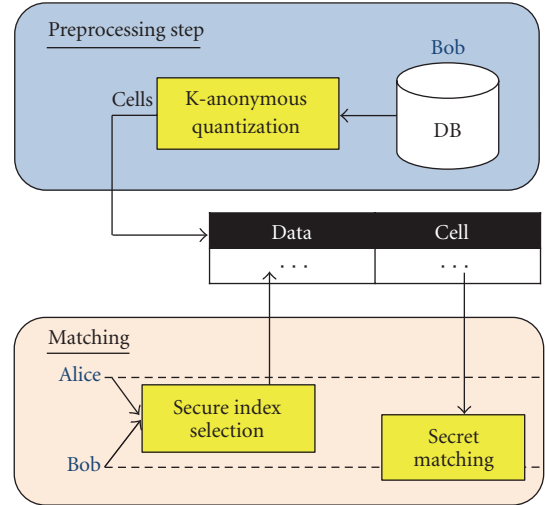 Preprocessing step
Bob
Cells
K-anonymous
quantization
DB
Data
Cell
. . .
. . .
Matching
Alice
Secure index
selection
Bob
Secret
matching